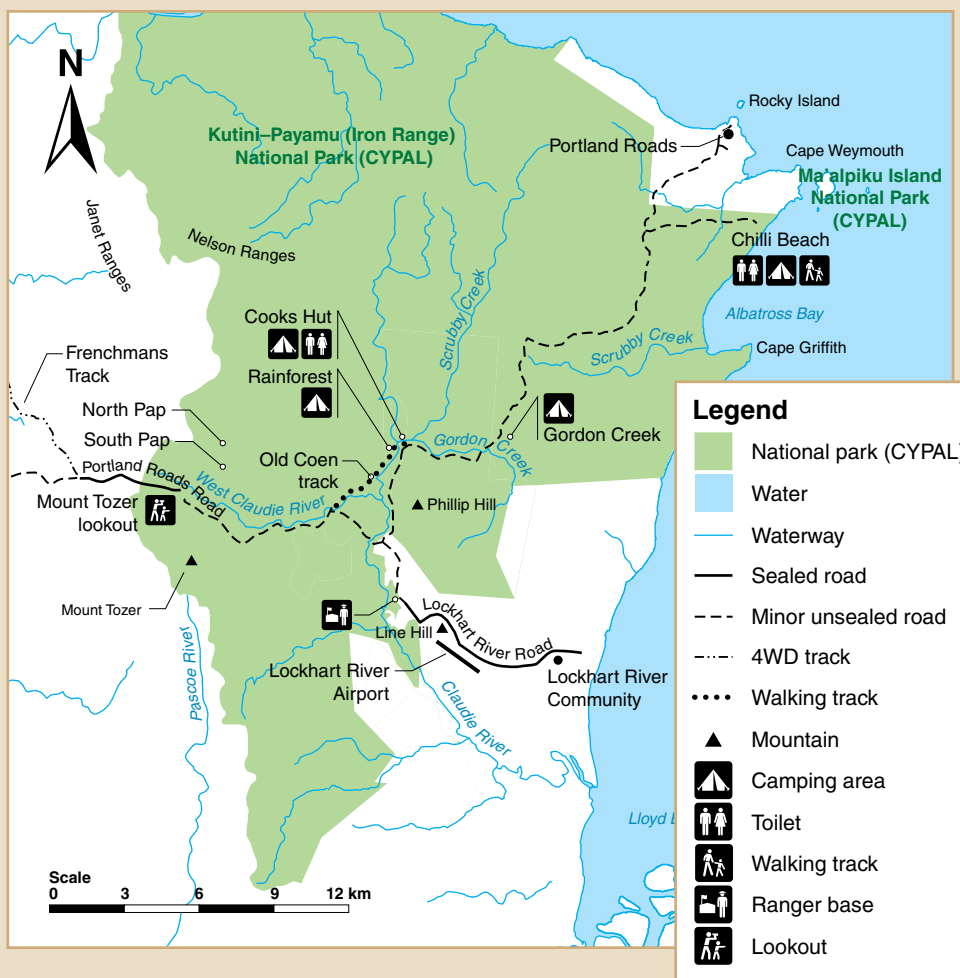 N
Rocky Island
Kutini–Payamu (Iron Range)
National Park (CYPAL)
Portland Roads
Cape Weymouth
Ma'alpiku Island
National Park
(CYPAL)
Janet Ranges
Nelson Ranges
Chilli Beach
Scrubby Creek
Albatross Bay
Cooks Hut
Scrubby Creek
Cape Griffith
Frenchmans
Track
Rainforest
North Pap
South Pap
Gordon Creek
Gordon Creek
Old Coen
track
Portland Roads Road
West Claudie River
Mount Tozer
lookout
Phillip Hill
Mount Tozer
Lockhart River Road
Line Hill
Pascoe River
Lockhart River
Airport
Lockhart River
Community
Claudie River
Lloyd
Scale
0 3 6 9 12 km
Legend
National park (CYPAL)
Water
Waterway
Sealed road
Minor unsealed road
4WD track
Walking track
Mountain
Camping area
Toilet
Walking track
Ranger base
Lookout